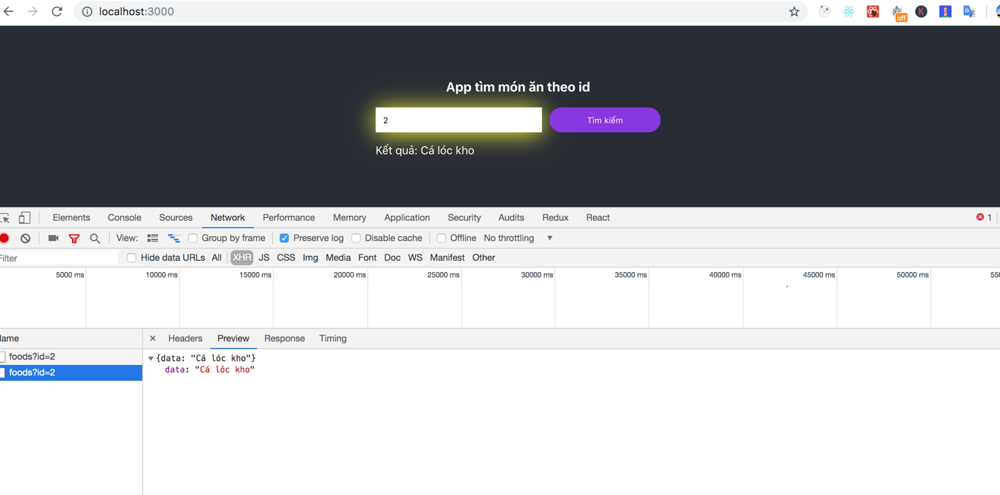 localhost:3000
off
K
App tìm món ăn theo id
2
Tìm kiếm
Kết quả: Cá lóc kho
Elements Console Sources Network Performance Memory Application Security Audits Redux React 1
View: Group by frame Preserve log Disable cache Offline No throttling
Filter Hide data URLs All XHR JS CSS Img Media Font Doc WS Manifest Other
5000 ms 10000 ms 15000 ms 20000 ms 25000 ms 30000 ms 35000 ms 40000 ms 45000 ms 50000 ms 550
ame Headers Preview Response Timing
foods?id=2
foods?id=2
{data: "Cá lóc kho"}
data: "Cá lóc kho"